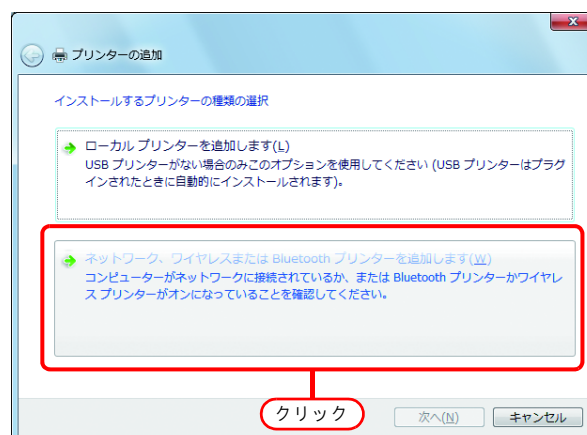 プリンターの追加
インストールするプリンターの種類の選択
ローカル プリンターを追加します(L)
USB プリンターがない場合のみこのオプションを使用してください (USB プリンターはプラグ
インされたときに自動的にインストールされます)。
ネットワーク、ワイヤレスまたは Bluetooth プリンターを追加します(W)
コンピューターがネットワークに接続されているか、または Bluetooth プリンターかワイヤレ
ス プリンターがオンになっていることを確認してください。
クリック
次へ(N)
キャンセル